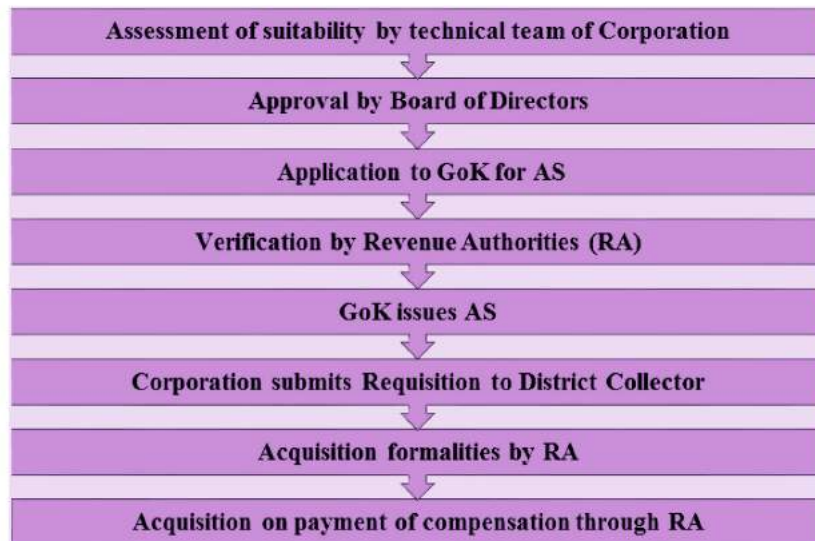 Assessment of suitability by technical team of Corporation
Approval by Board of Directors
Application to GoK for AS
Verification by Revenue Authorities (RA)
GoK issues AS
Corporation submits Requisition to District Collector
Acquisition formalities by RA
Acquisition on payment of compensation through RA